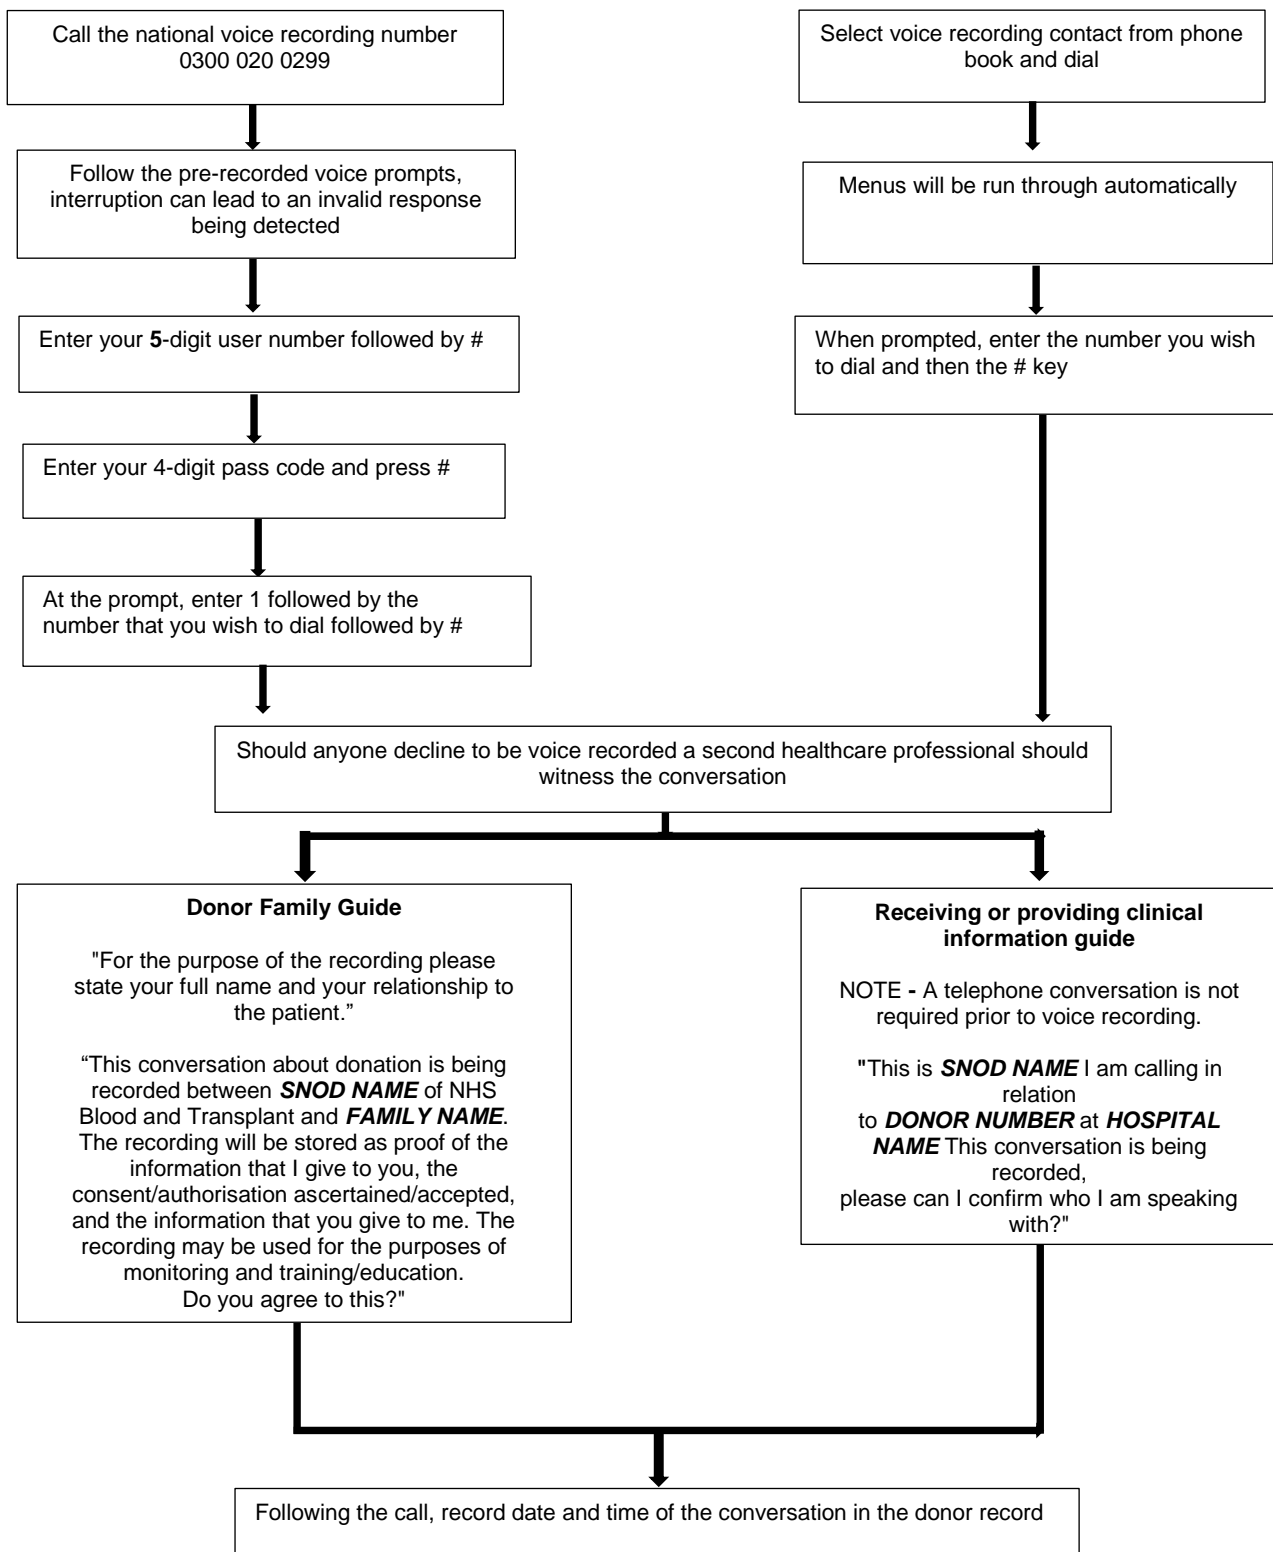 Call the national voice recording number
0300 020 0299
Follow the pre-recorded voice prompts,
interruption can lead to an invalid response
being detected
Enter your 5-digit user number followed by #
Enter your 4-digit pass code and press #
At the prompt, enter 1 followed by the
number that you wish to dial followed by #
Select voice recording contact from phone
book and dial
Menus will be run through automatically
When prompted, enter the number you wish
to dial and then the # key
Should anyone decline to be voice recorded a second healthcare professional should
witness the conversation
Donor Family Guide
"For the purpose of the recording please
state your full name and your relationship to
the patient.”
“This conversation about donation is being
recorded between SNOD NAME of NHS
Blood and Transplant and FAMILY NAME.
The recording will be stored as proof of the
information that I give to you, the
consent/authorisation ascertained/accepted,
and the information that you give to me. The
recording may be used for the purposes of
monitoring and training/education.
Do you agree to this?"
Receiving or providing clinical
information guide
NOTE - A telephone conversation is not
required prior to voice recording.
"This is SNOD NAME I am calling in
relation
to DONOR NUMBER at HOSPITAL
NAME This conversation is being
recorded,
please can I confirm who I am speaking
with?"
Following the call, record date and time of the conversation in the donor record